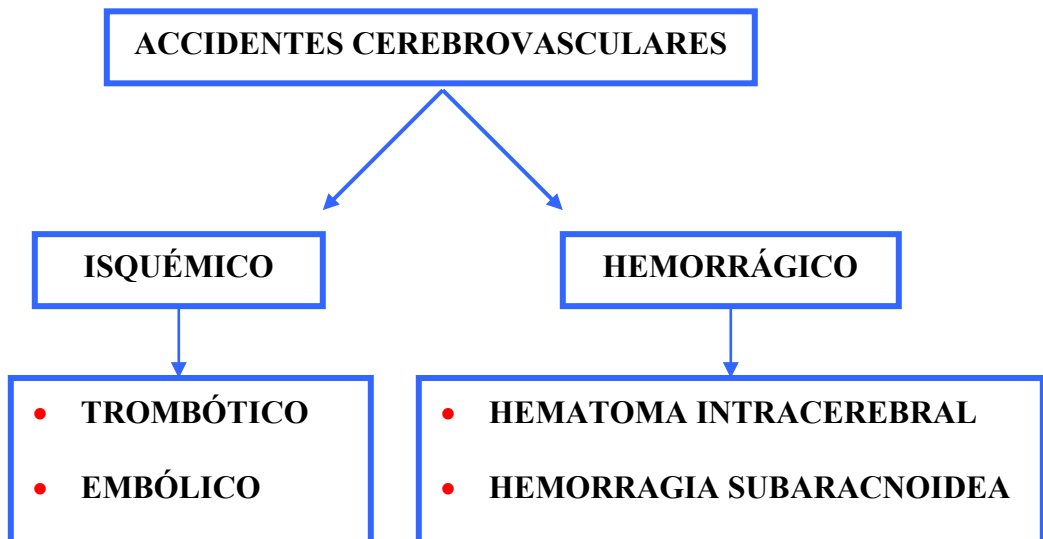 ACCIDENTES CEREBROVASCULARES
ISQUÉMICO
HEMORRÁGICO
• TROMBÓTICO
• EMBÓLICO
• HEMATOMA INTRACEREBRAL
• HEMORRAGIA SUBARACNOIDEA